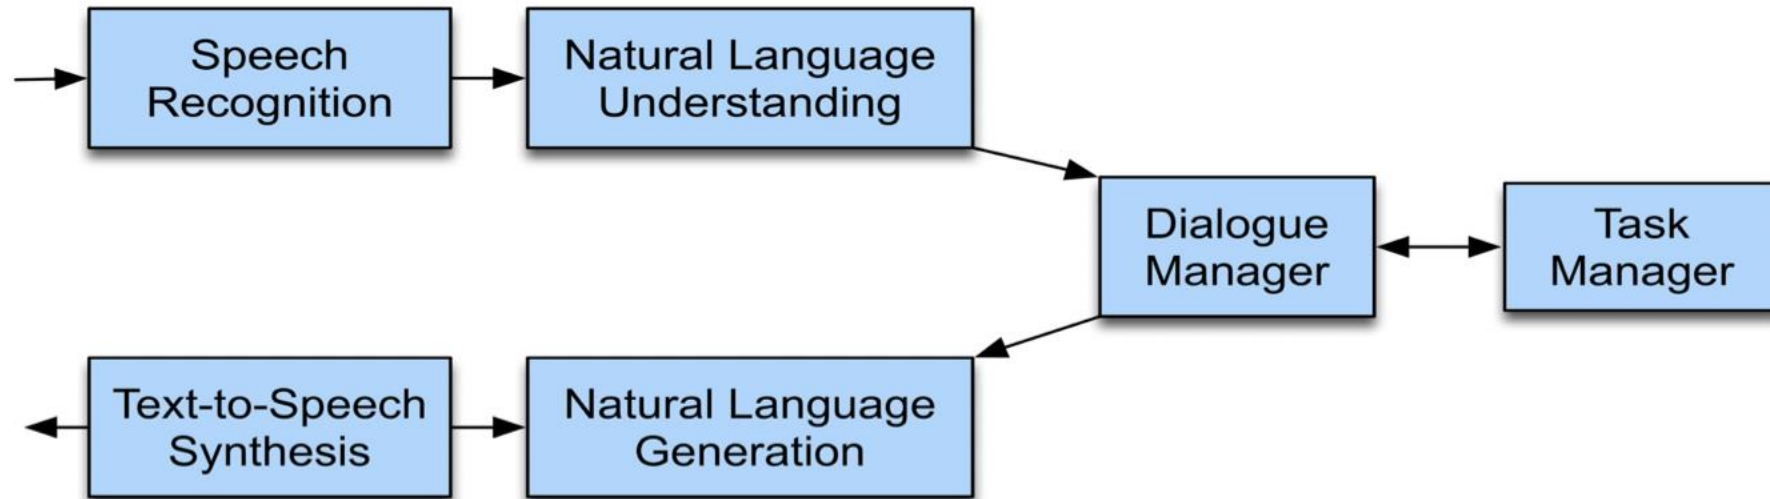 Speech
Recognition
Natural Language
Understanding
Dialogue
Manager
Task
Manager
Text-to-Speech
Synthesis
Natural Language
Generation